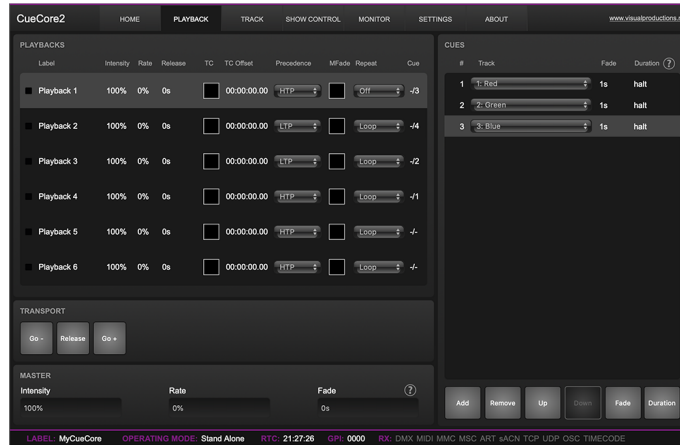 CueCore2 HOME PLAYBACK TRACK SHOW CONTROL MONITOR SETTINGS ABOUT
PLAYBACKS
Label Intensity Rate Release TC TC Offset Precedence MFade Repeat Cue
Playback 1 100% 0% 0s 00:00:00.00 HTP Off -/3
Playback 2 100% 0% 0s 00:00:00.00 LTP Loop -/4
Playback 3 100% 0% 0s 00:00:00.00 LTP Loop -/2
Playback 4 100% 0% 0s 00:00:00.00 HTP Loop -/1
Playback 5 100% 0% 0s 00:00:00.00 HTP Loop -/-
Playback 6 100% 0% 0s 00:00:00.00 HTP Loop -/-
TRANSPORT
Go - Release Go +
MASTER
Intensity Rate Fade ?
100% 0% 0s
CUES
# Track Fade Duration ?
1 1: Red 1s halt
2 2: Green 1s halt
3 3: Blue 1s halt
Add Remove Up Down Fade Duration
LABEL: MyCueCore OPERATING MODE: Stand Alone RTC: 21:27:26 GPI: 0000 RX: DMX MIDI MMC MSC ART sACN TCP UDP OSC TIMECODE